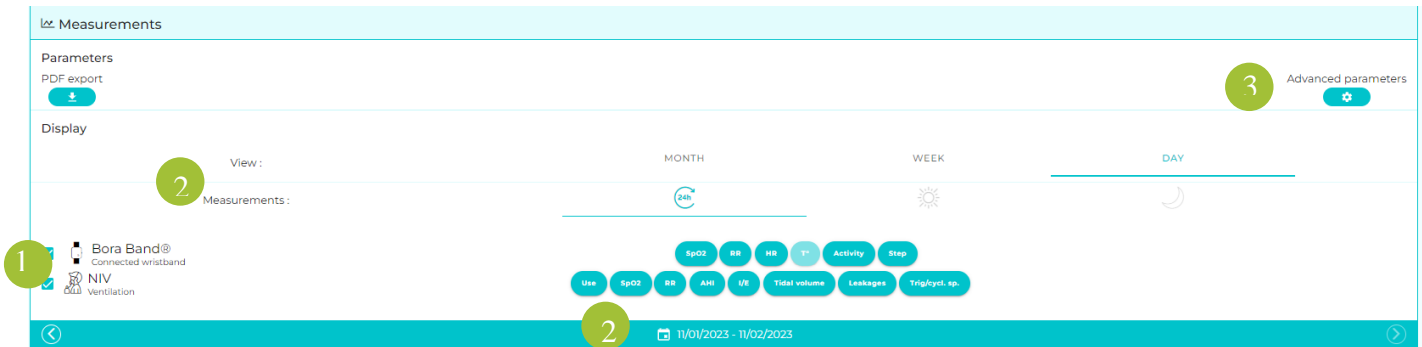 Measurements
Parameters
PDF export
3
Advanced parameters
Display
View :
MONTH
WEEK
DAY
2
Measurements :
24h
1
Bora Band®
Connected wristband
SpO2
RR
HR
T°
Activity
Step
NIV
Ventilation
Use
SpO2
RR
AHI
I/E
Tidal volume
Leakages
Trig/cycl. sp.
2
11/01/2023 - 11/02/2023